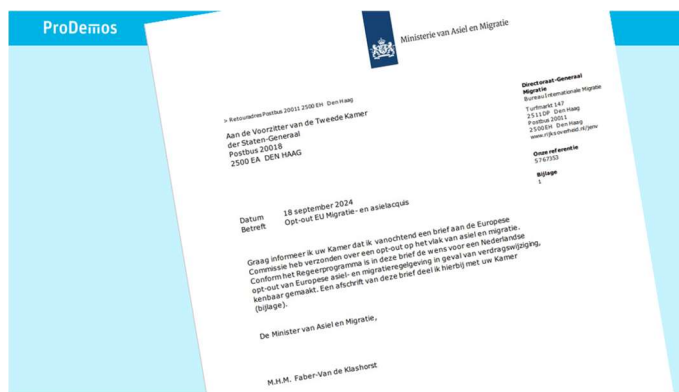 ProDemos
Ministerie van Asiel en Migratie
> Retouradres Postbus 20011 2500 EH Den Haag
Aan de Voorzitter van de Tweede Kamer
der Staten-Generaal
Postbus 20018
2500 EA DEN HAAG
Directoraat-Generaal
Migratie
Bureau Internationale Migratie
Turfmarkt 147
2511 DP Den Haag
Postbus 20011
2500 EH Den Haag
www.rijksoverheid.nl/jenv
Onze referentie
5767353
Bijlage
1
Datum 18 september 2024
Betreft Opt-out EU Migratie- en asielacquis
Graag informeer ik uw Kamer dat ik vanochtend een brief aan de Europese
Commissie heb verzonden over een opt-out op het vlak van asiel en migratie.
Conform het Regeerprogramma is in deze brief de wens voor een Nederlandse
opt-out van Europese asiel- en migratieregelgeving in geval van verdragswijziging,
kenbaar gemaakt. Een afschrift van deze brief deel ik hierbij met uw Kamer
(bijlage).
De Minister van Asiel en Migratie,
M.H.M. Faber-Van de Klashorst